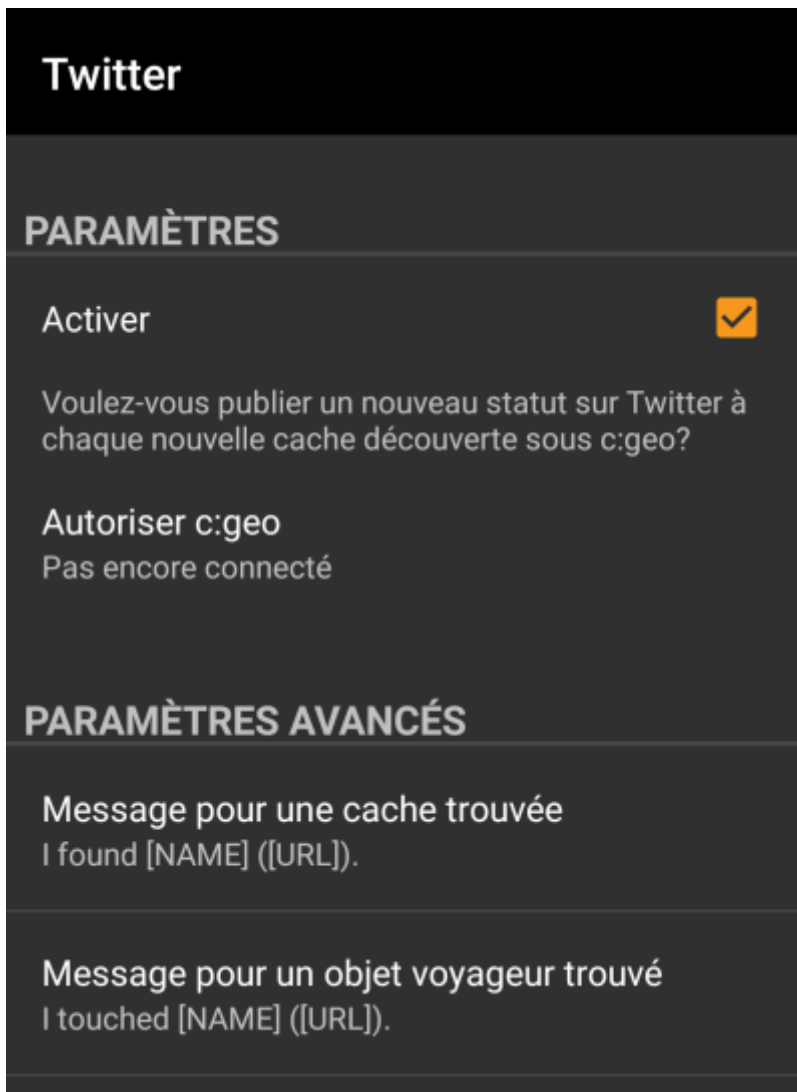 Twitter
PARAMÈTRES
Activer
Voulez-vous publier un nouveau statut sur Twitter à
chaque nouvelle cache découverte sous c:geo?
Autoriser c:geo
Pas encore connecté
PARAMÈTRES AVANCÉS
Message pour une cache trouvée
I found [NAME] ([URL]).
Message pour un objet voyageur trouvé
I touched [NAME] ([URL]).